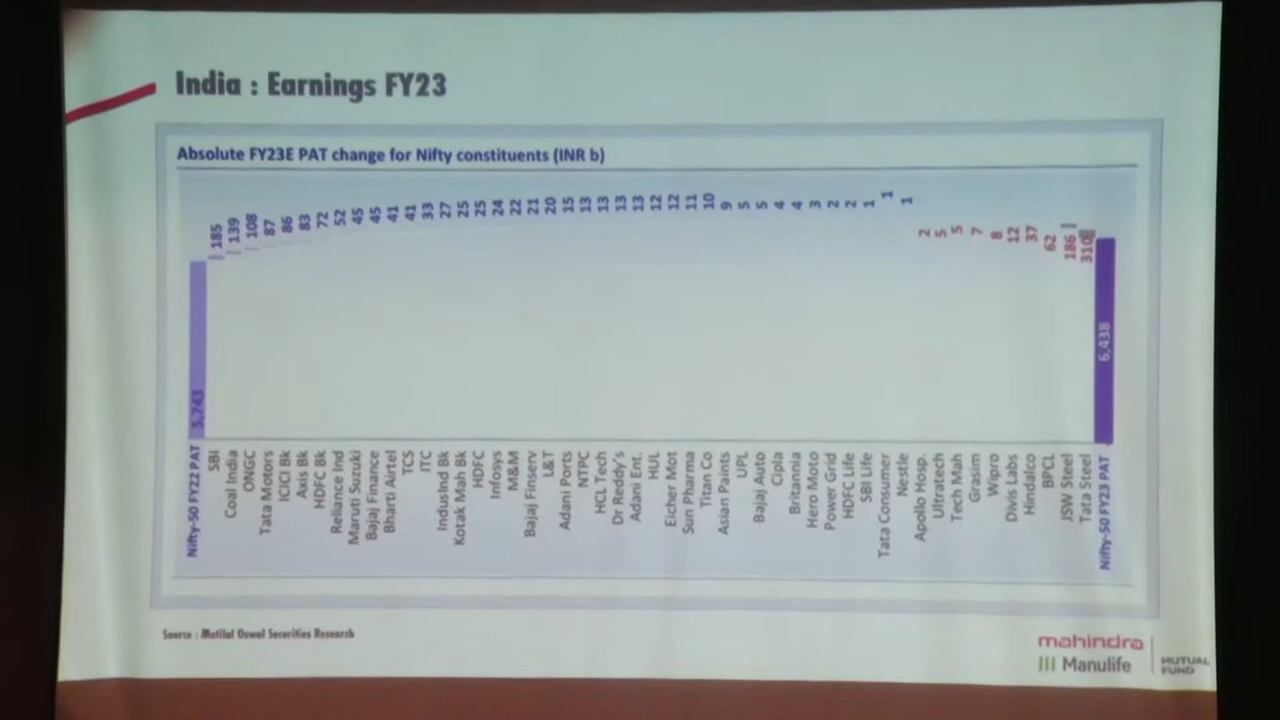 India : Earnings FY23
Absolute FY23E PAT change for Nifty constituents (INR b)
185 139 108 87 86 83 72 52 45 45 41 41 33 27 25 25 24 22 21 20 15 13 13 13 13 12 12 11 10 9 5 5 4 4 3 2 2 1 1 1 2 5 5 7 8 12 37 62 186 310
5,743
6,438
Nifty-50 FY22 PAT
SBI
Coal India
ONGC
Tata Motors
ICICI Bk
Axis Bk
HDFC Bk
Reliance Ind
Maruti Suzuki
Bajaj Finance
Bharti Airtel
TCS
ITC
IndusInd Bk
Kotak Mah Bk
HDFC
Infosys
M&M
Bajaj Finserv
L&T
Adani Ports
NTPC
HCL Tech
Dr Reddy's
Adani Ent.
HUL
Eicher Mot
Sun Pharma
Titan Co
Asian Paints
UPL
Bajaj Auto
Cipla
Britannia
Hero Moto
Power Grid
HDFC Life
SBI Life
Tata Consumer
Nestle
Apollo Hosp.
Ultratech
Tech Mah
Grasim
Wipro
Divis Labs
Hindalco
BPCL
JSW Steel
Tata Steel
Nifty-50 FY23 PAT
Source : Motilal Oswal Securities Research
mahindra
Manulife
MUTUAL
FUND